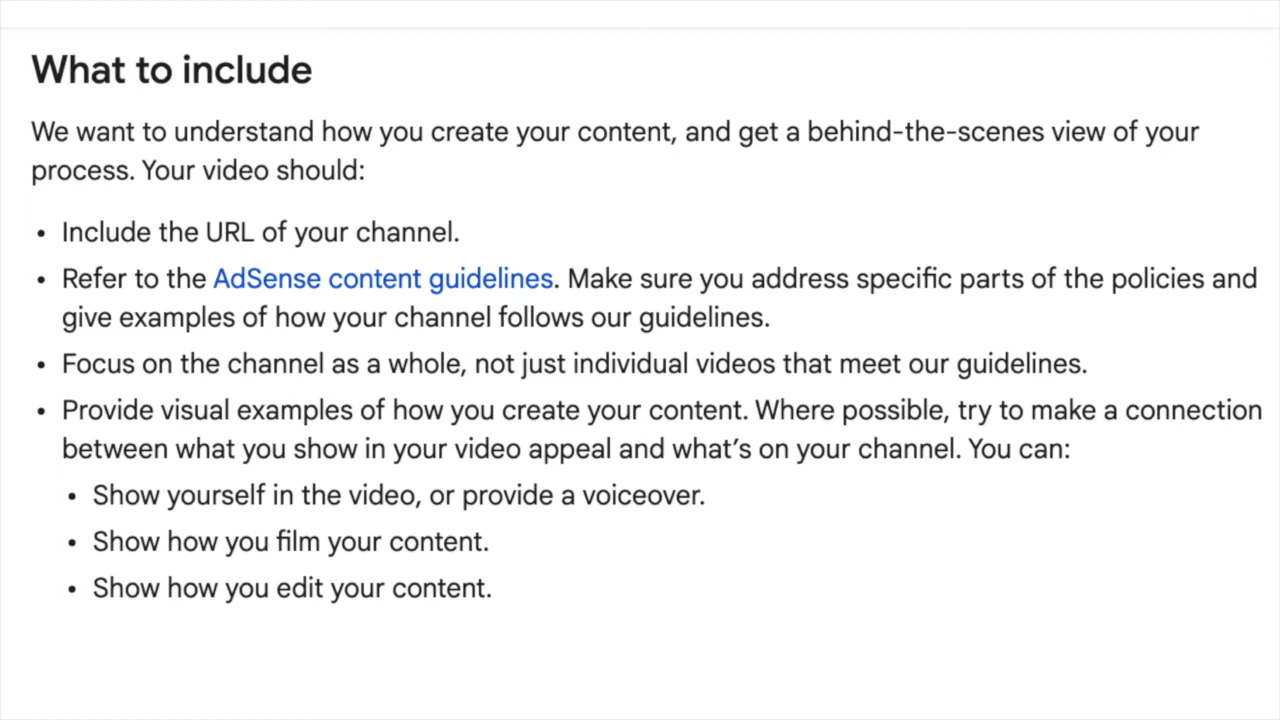 What to include
We want to understand how you create your content, and get a behind-the-scenes view of your
process. Your video should:
• Include the URL of your channel.
• Refer to the AdSense content guidelines. Make sure you address specific parts of the policies and
give examples of how your channel follows our guidelines.
• Focus on the channel as a whole, not just individual videos that meet our guidelines.
• Provide visual examples of how you create your content. Where possible, try to make a connection
between what you show in your video appeal and what’s on your channel. You can:
• Show yourself in the video, or provide a voiceover.
• Show how you film your content.
• Show how you edit your content.